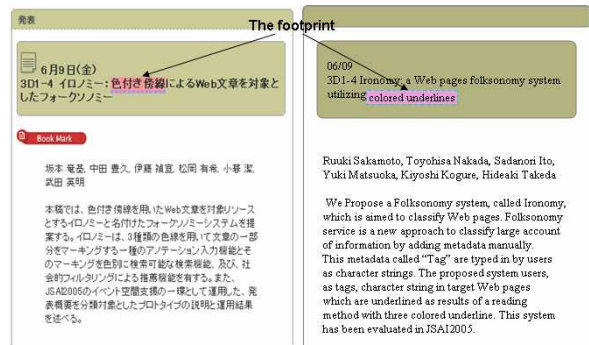 The footprint
発表
6月9日(金)
3D1-4 イロノミー：色付き傍線によるWeb文章を対象と
したフォークソノミー
Book Mark
坂本 竜基, 中田 豊久, 伊藤 禎宣, 松岡 有希, 小暮 潔,
武田 英明
本稿では、色付き傍線を用いたWeb文章を対象リソース
とするイロノミーと名付けたフォークソノミーシステムを提
案する。イロノミーは、3種類の色線を用いて文章の一部
分をマーキングする一種のアノテーション入力機能とそ
のマーキングを色別に検索可能な検索機能、及び、社
会的フィルタリングによる推薦機能を有する。また、
JSAI2005のイベント空間支援の一環として運用した、発
表概要を分類対象としたプロトタイプの説明と運用結果
を述べる。
06/09
3D1-4 Ironomy: a Web pages folksonomy system
utilizing colored underlines
Ruuki Sakamoto, Toyohisa Nakada, Sadanori Ito,
Yuki Matsuoka, Kiyoshi Kogure, Hideaki Takeda
We Propose a Folksonomy system, called Ironomy,
which is aimed to classify Web pages. Folksonomy
service is a new approach to classify large account
of information by adding metadata manually.
This metadata called “Tag” are typed in by users
as character strings. The proposed system users,
as tags, character string in target Web pages
which are underlined as results of a reading
method with three colored underline. This system
has been evaluated in JSAI2005.